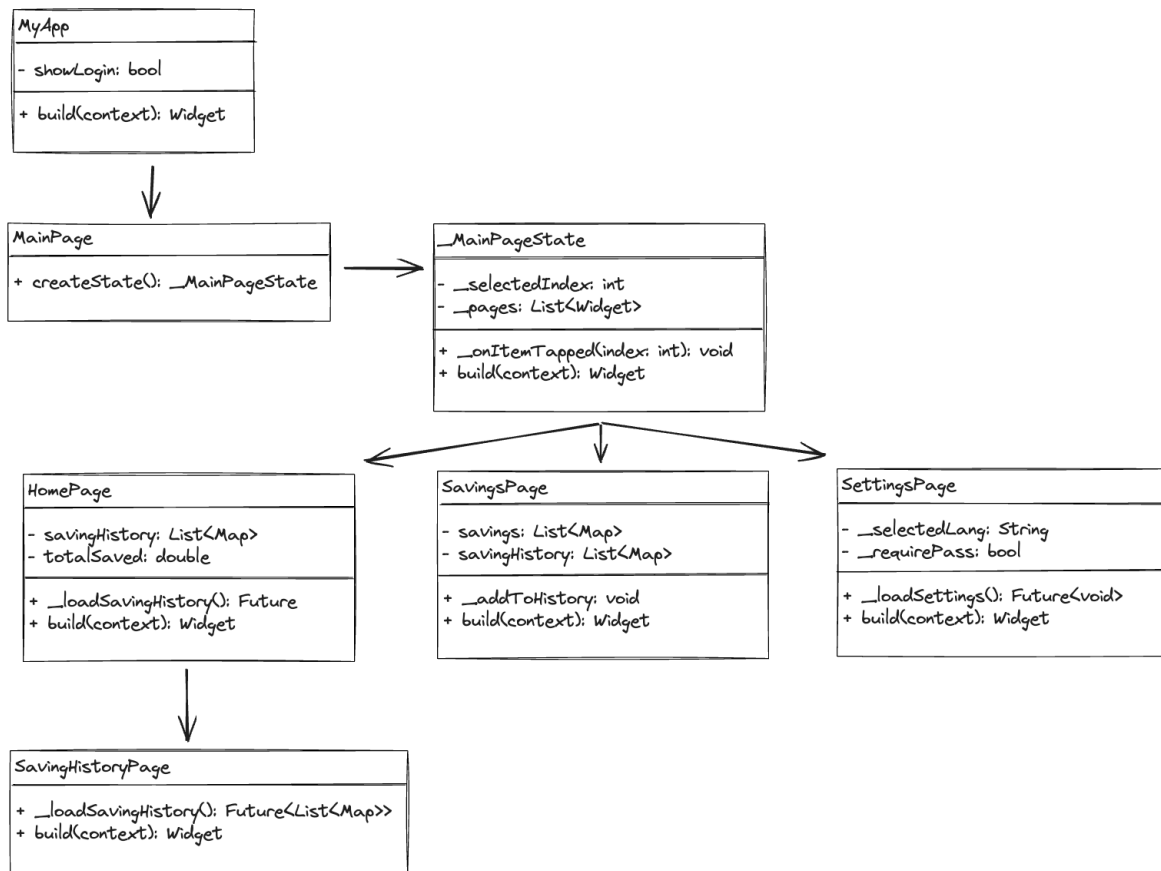 MyApp
- showLogin: bool
+ build(context): Widget
MainPage
+ createState(): _MainPageState
_MainPageState
- _selectedIndex: int
- _pages: List<Widget>
+ _onItemTapped(index: int): void
+ build(context): Widget
HomePage
- savingHistory: List<Map>
- totalSaved: double
+ _loadSavingHistory(): Future
+ build(context): Widget
SavingsPage
- savings: List<Map>
- savingHistory: List<Map>
+ _addToHistory: void
+ build(context): Widget
SettingsPage
- _selectedLang: String
- _requirePass: bool
+ _loadSettings(): Future<void>
+ build(context): Widget
SavingHistoryPage
+ _loadSavingHistory(): Future<List<Map>>
+ build(context): Widget